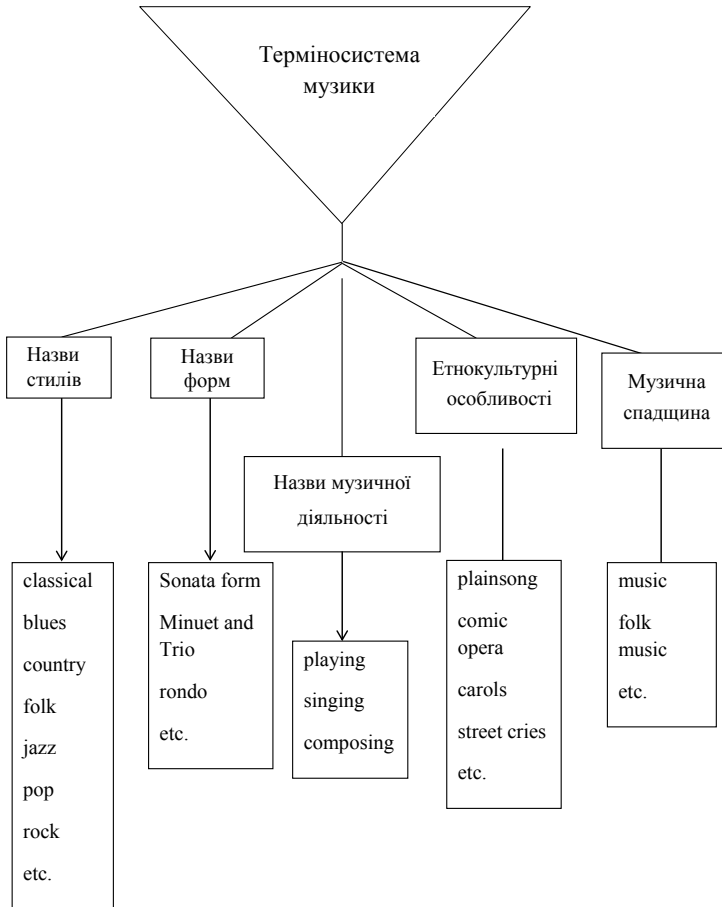 Терміносистема
музики
Назви
стилів
Назви
форм
Назви музичної
діяльності
Етнокультурні
особливості
Музична
спадщина
classical
blues
country
folk
jazz
pop
rock
etc.
Sonata form
Minuet and
Trio
rondo
etc.
playing
singing
composing
plainsong
comic
opera
carols
street cries
etc.
music
folk
music
etc.